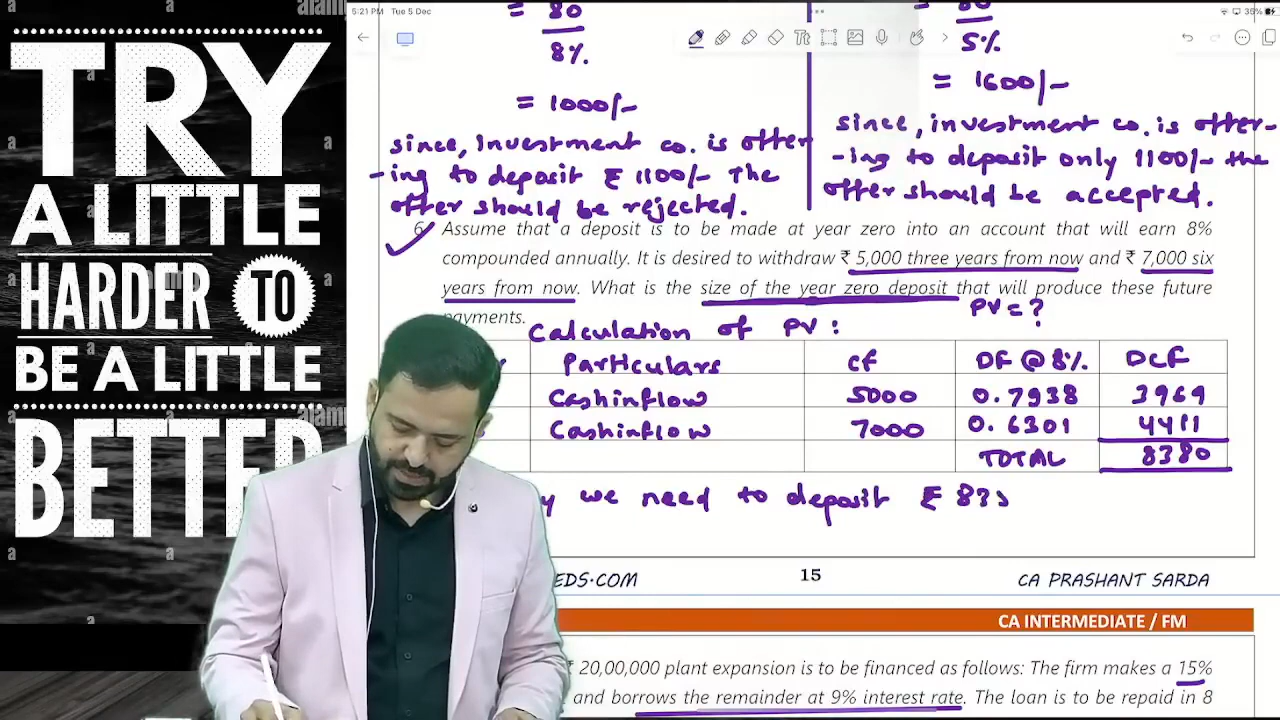 TRY
A LITTLE
HARDER TO
BE A LITTLE
BETTER
alamy
a
a
a
a
a
a
a
a
a
a
5:21 PM Tue 5 Dec
36%
= 80
8%
= 1000/-
since, investment co. is offer
-ing to deposit ₹ 1100/- The
offer should be rejected.
5%
= 1600/-
since, investment co. is offer-
-ing to deposit only 1100/- the
offer should be accepted.
6. Assume that a deposit is to be made at year zero into an account that will earn 8%
compounded annually. It is desired to withdraw ₹ 5,000 three years from now and ₹ 7,000 six
years from now. What is the size of the year zero deposit that will produce these future
payments.
PV = ?
Calculation of PV :
Particulars CF DF@8% DCF
Cashinflow 5000 0.7938 3969
Cashinflow 7000 0.6301 4411
TOTAL 8380
y we need to deposit ₹ 83
EDS.COM 15 CA PRASHANT SARDA
CA INTERMEDIATE / FM
₹ 20,00,000 plant expansion is to be financed as follows: The firm makes a 15%
and borrows the remainder at 9% interest rate. The loan is to be repaid in 8